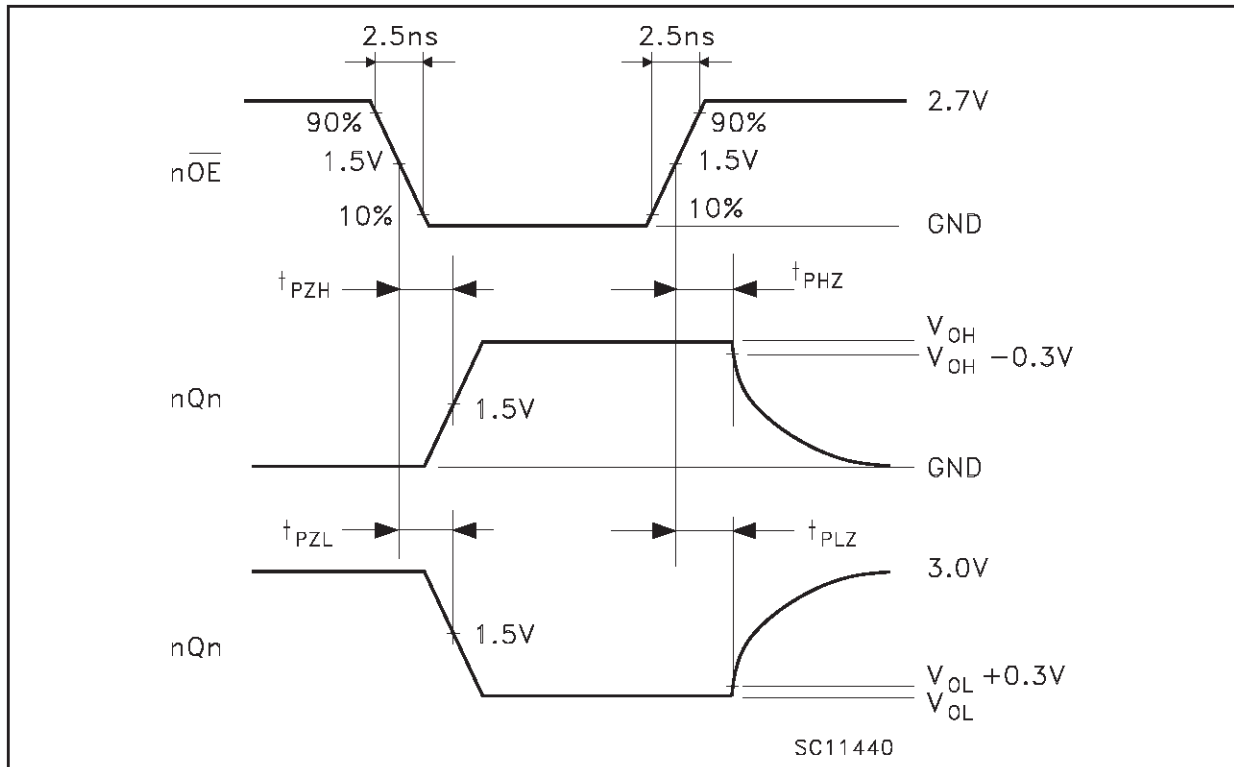 2.5ns 2.5ns
2.7V
90% 90%
nOE 1.5V 1.5V
10% 10%
GND
tPZH tPHZ
VOH
VOH −0.3V
nQn 1.5V
GND
tPZL tPLZ
3.0V
nQn 1.5V
VOL +0.3V
VOL
SC11440